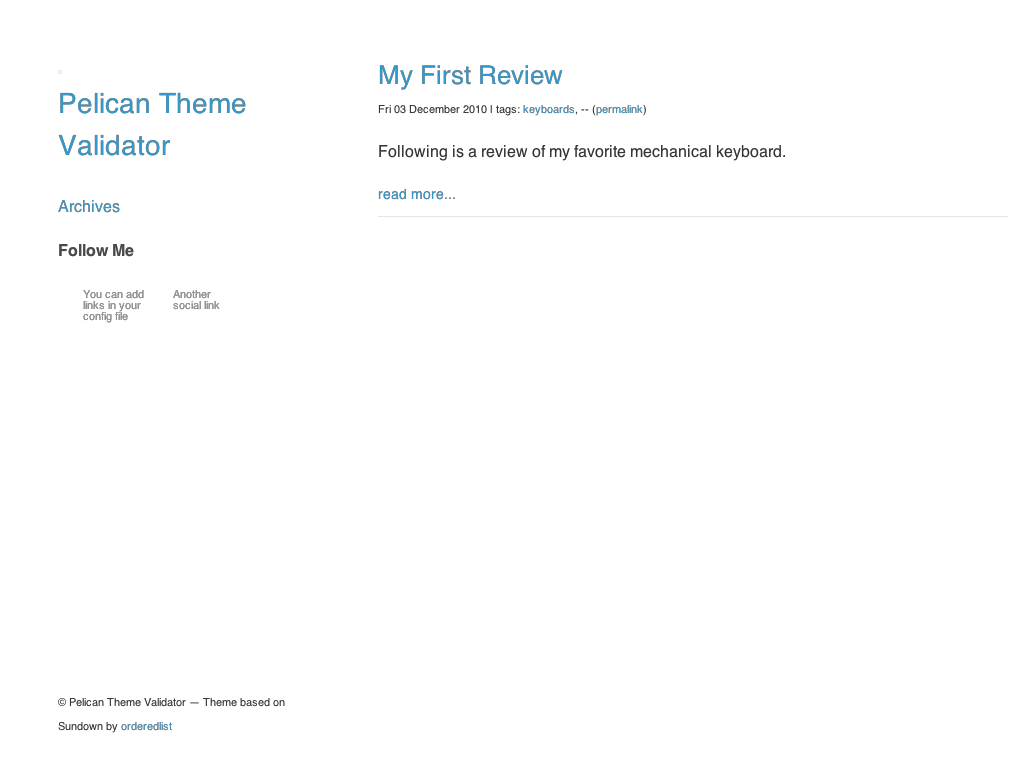 Pelican Theme
Validator
Archives
Follow Me
You can add
links in your
config file
Another
social link
© Pelican Theme Validator — Theme based on
Sundown by orderedlist
My First Review
Fri 03 December 2010 | tags: keyboards, -- (permalink)
Following is a review of my favorite mechanical keyboard.
read more...